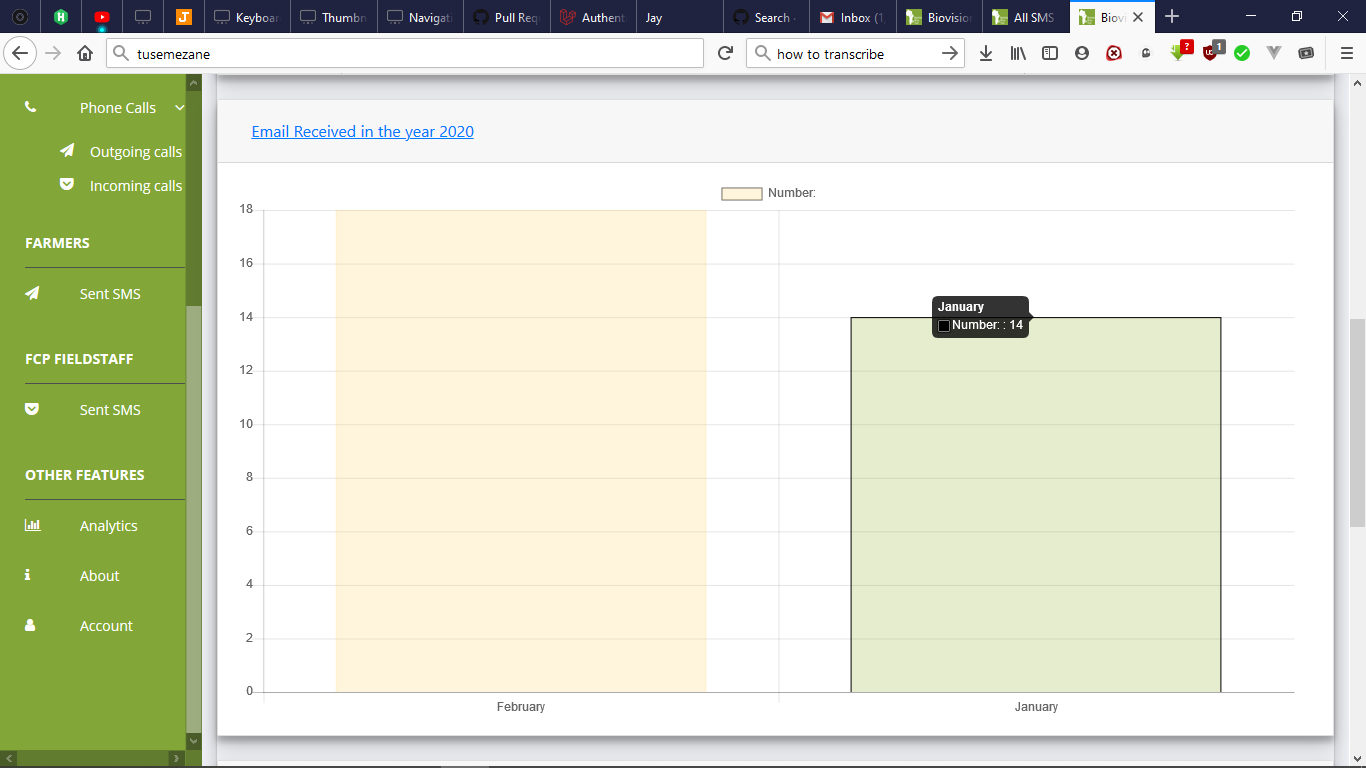 Keyboar
Thumbn
Navigati
Pull Req
Authent
Jay
Search
Inbox (1,
Biovision
All SMS
Biovi
tusemezane
how to transcribe
?
1
Phone Calls
Outgoing calls
Incoming calls
FARMERS
Sent SMS
FCP FIELDSTAFF
Sent SMS
OTHER FEATURES
Analytics
About
Account
Email Received in the year 2020
Number:
18
16
14
12
10
8
6
4
2
0
January
Number: : 14
February
January